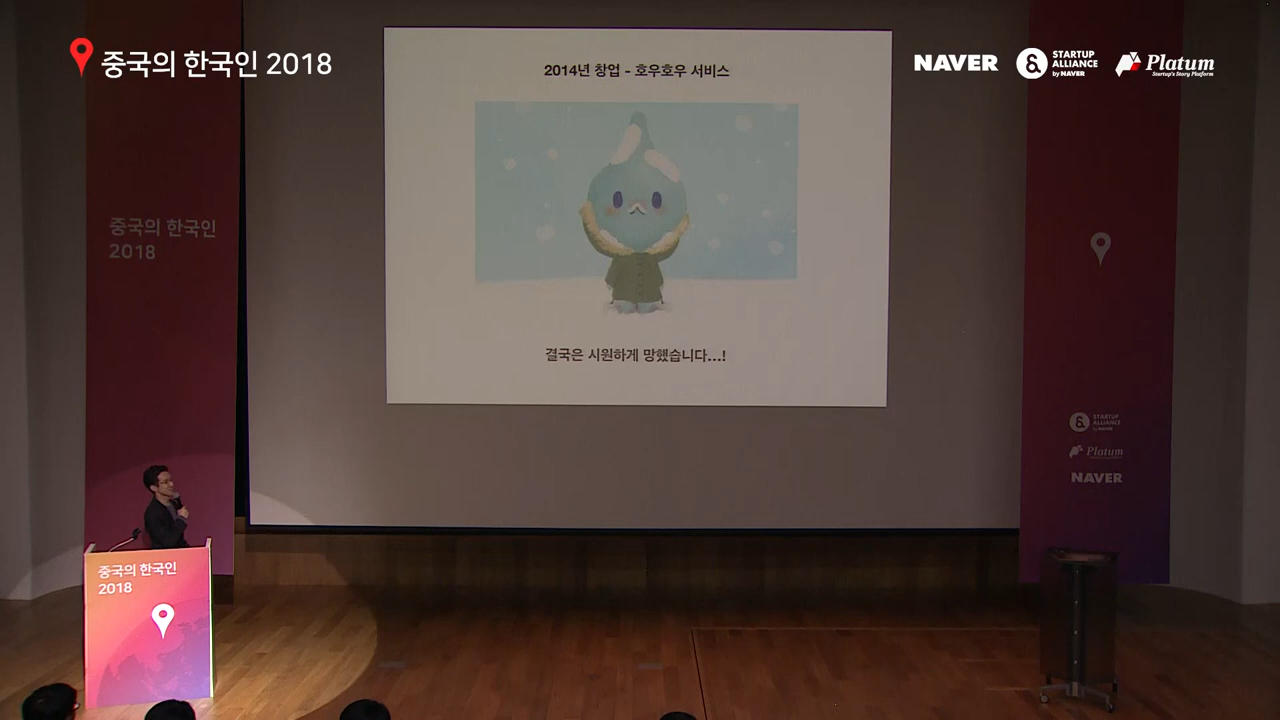 중국의 한국인 2018
NAVER
&
STARTUP
ALLIANCE
by NAVER
Platum
Startup's Story Platform
2014년 창업 - 호우호우 서비스
결국은 시원하게 망했습니다...!
중국의 한국인
2018
&
STARTUP
ALLIANCE
by NAVER
Platum
NAVER
중국의 한국인
2018